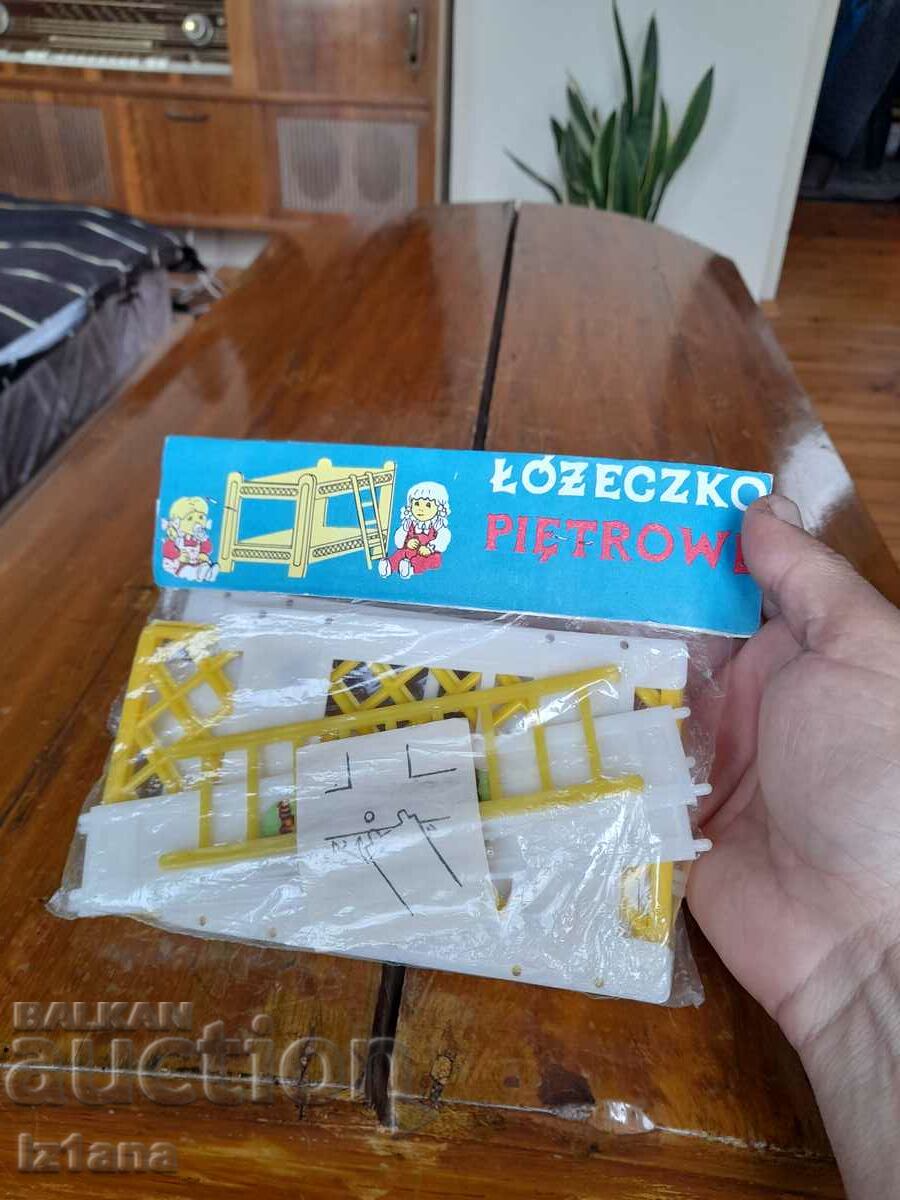 ŁÓŻECZKO
PIĘTROWE
BALKAN
auction
Iz1ana